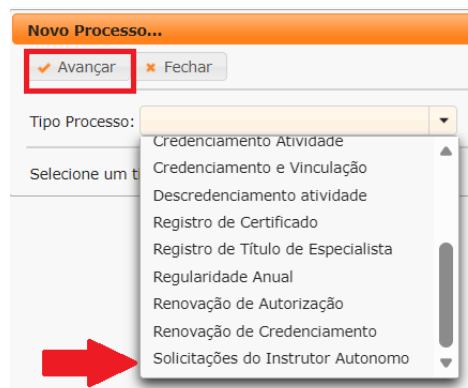 Novo Processo...
Avançar Fechar
Tipo Processo:
Credenciamento Atividade
Selecione um t
Credenciamento e Vinculação
Descredenciamento atividade
Registro de Certificado
Registro de Título de Especialista
Regularidade Anual
Renovação de Autorização
Renovação de Credenciamento
Solicitações do Instrutor Autonomo